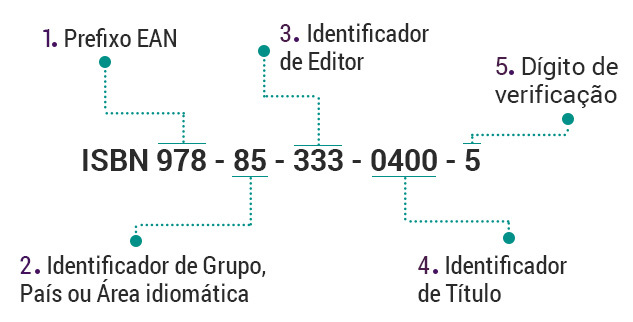 1. Prefixo EAN
3. Identificador
de Editor
5. Dígito de
verificação
ISBN 978 - 85 - 333 - 0400 - 5
2. Identificador de Grupo,
País ou Área idiomática
4. Identificador
de Título